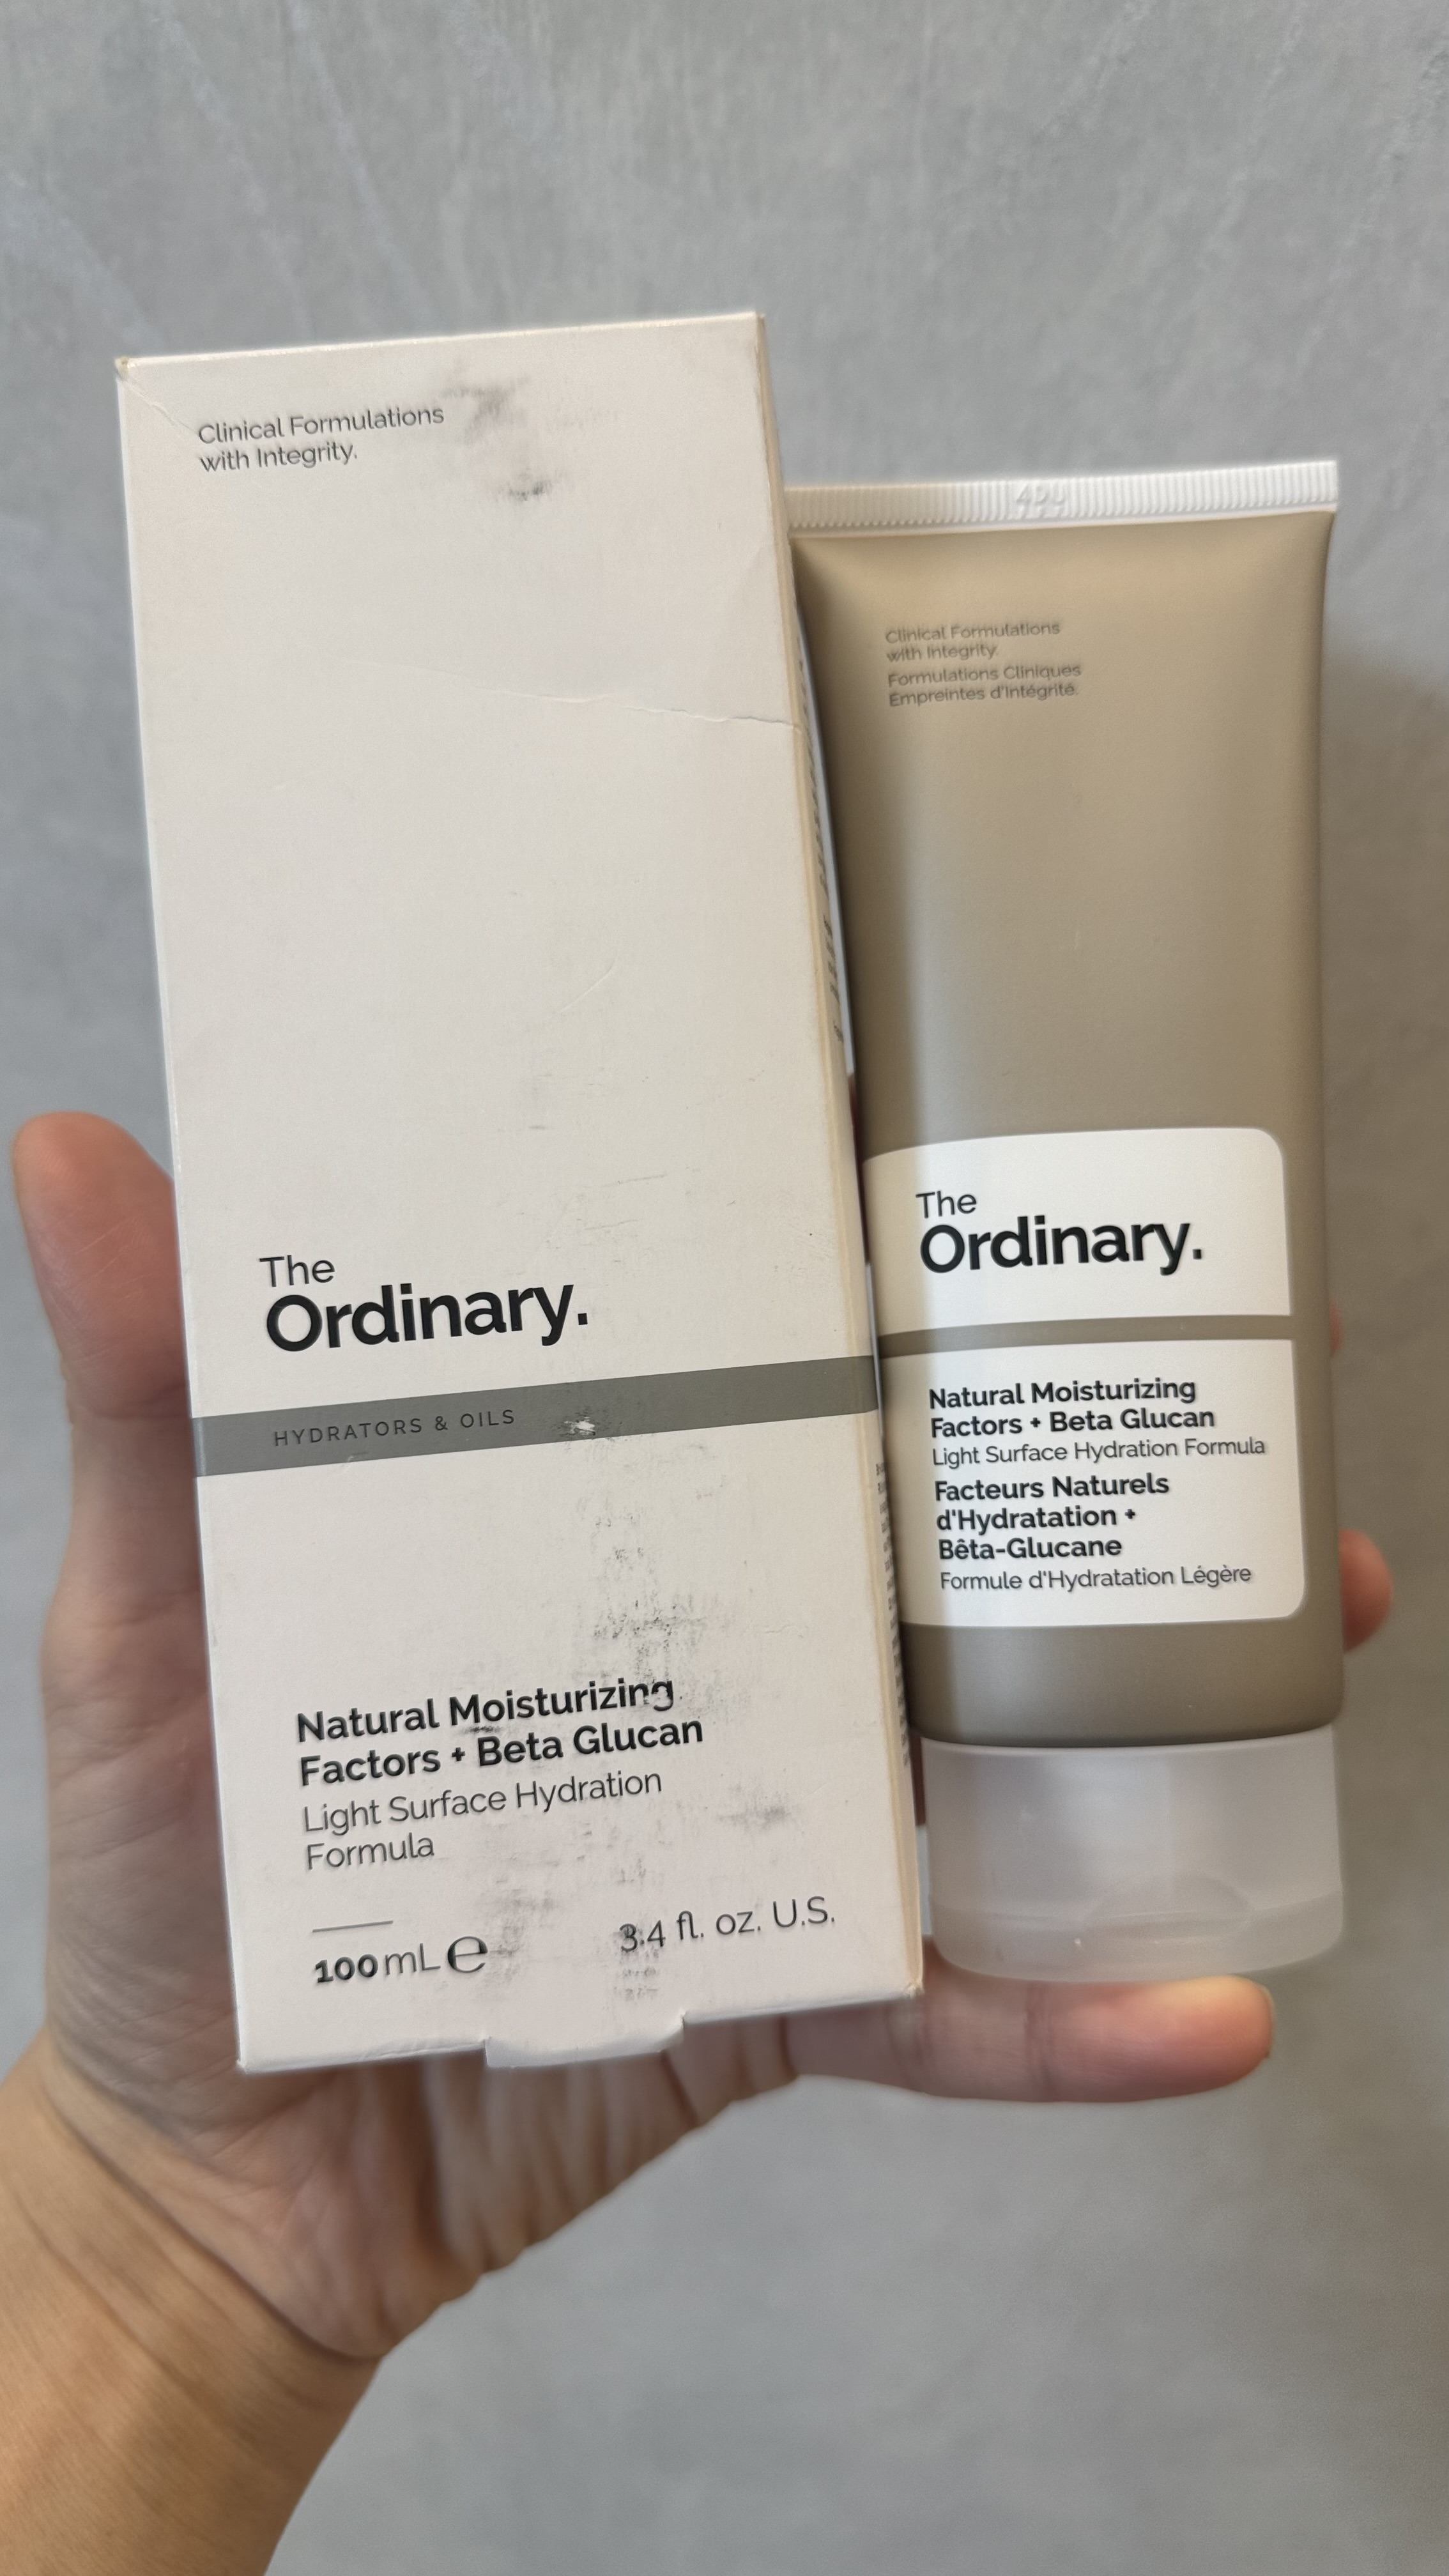 Clinical Formulations
with Integrity.
The
Ordinary.
HYDRATORS & OILS
Natural Moisturizing
Factors + Beta Glucan
Light Surface Hydration
Formula
100 mL e
3.4 fl. oz. U.S.
Clinical Formulations
with Integrity.
Formulations Cliniques
Empreintes d'Intégrité.
The
Ordinary.
Natural Moisturizing
Factors + Beta Glucan
Light Surface Hydration Formula
Facteurs Naturels
d'Hydratation +
Bêta-Glucane
Formule d'Hydratation Légère